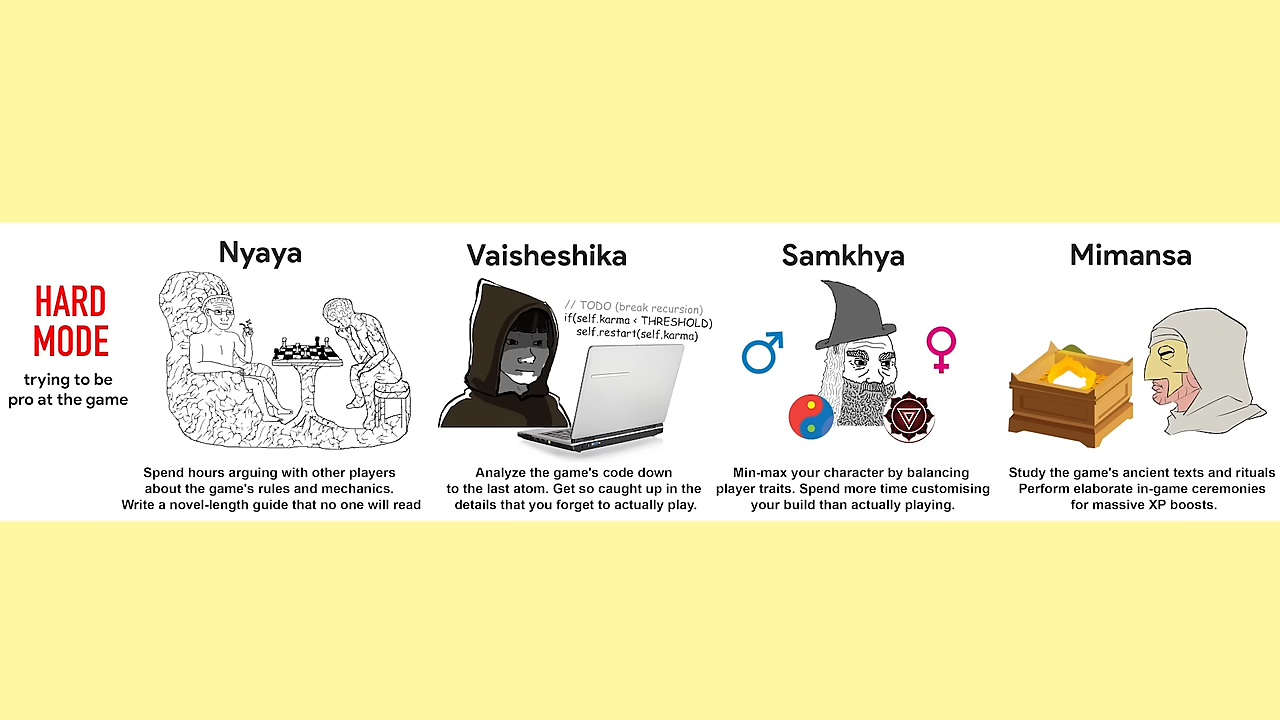 HARD
MODE
trying to be
pro at the game
Nyaya
Spend hours arguing with other players
about the game's rules and mechanics.
Write a novel-length guide that no one will read
Vaisheshika
// TODO (break recursion)
if(self.karma < THRESHOLD)
self.restart(self.karma)
Analyze the game's code down
to the last atom. Get so caught up in the
details that you forget to actually play.
Samkhya
Min-max your character by balancing
player traits. Spend more time customising
your build than actually playing.
Mimansa
Study the game's ancient texts and rituals
Perform elaborate in-game ceremonies
for massive XP boosts.